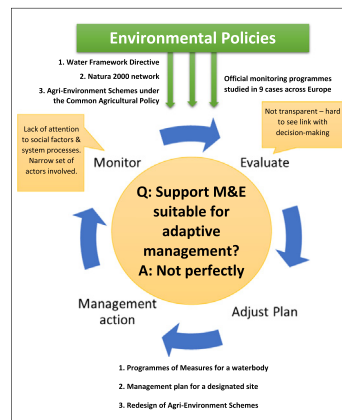 Environmental Policies
1. Water Framework Directive
2. Natura 2000 network
3. Agri-Environment Schemes under
the Common Agricultural Policy
Official monitoring programmes
studied in 9 cases across Europe
Lack of attention
to social factors &
system processes.
Narrow set of
actors involved.
Not transparent – hard
to see link with
decision-making
Monitor
Evaluate
Q: Support M&E
suitable for
adaptive
management?
A: Not perfectly
Management
action
Adjust Plan
1. Programmes of Measures for a waterbody
2. Management plan for a designated site
3. Redesign of Agri-Environment Schemes